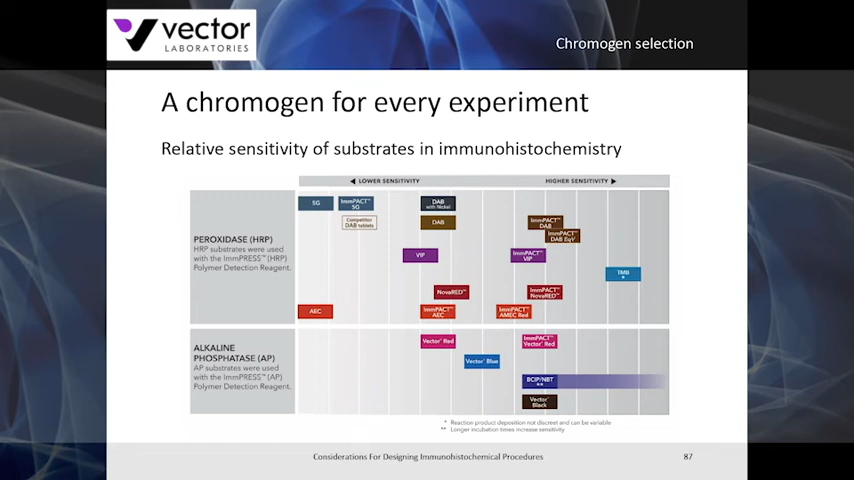 vector
LABORATORIES
Chromogen selection
A chromogen for every experiment
Relative sensitivity of substrates in immunohistochemistry
◀ LOWER SENSITIVITY
HIGHER SENSITIVITY ▶
SG
ImmPACT™
SG
DAB
with Nickel
Competitor
DAB tablets
DAB
ImmPACT™
DAB
ImmPACT™
DAB EqV
PEROXIDASE (HRP)
HRP substrates were used
with the ImmPRESS™ (HRP)
Polymer Detection Reagent.
VIP
ImmPACT™
VIP
TMB
*
NovaRED™
ImmPACT™
NovaRED™
AEC
ImmPACT™
AEC
ImmPACT™
AMEC Red
ALKALINE
PHOSPHATASE (AP)
AP substrates were used
with the ImmPRESS™ (AP)
Polymer Detection Reagent.
Vector® Red
ImmPACT™
Vector® Red
Vector® Blue
BCIP/NBT
**
Vector®
Black
* Reaction product deposition not discreet and can be variable
** Longer incubation times increase sensitivity
Considerations For Designing Immunohistochemical Procedures
87